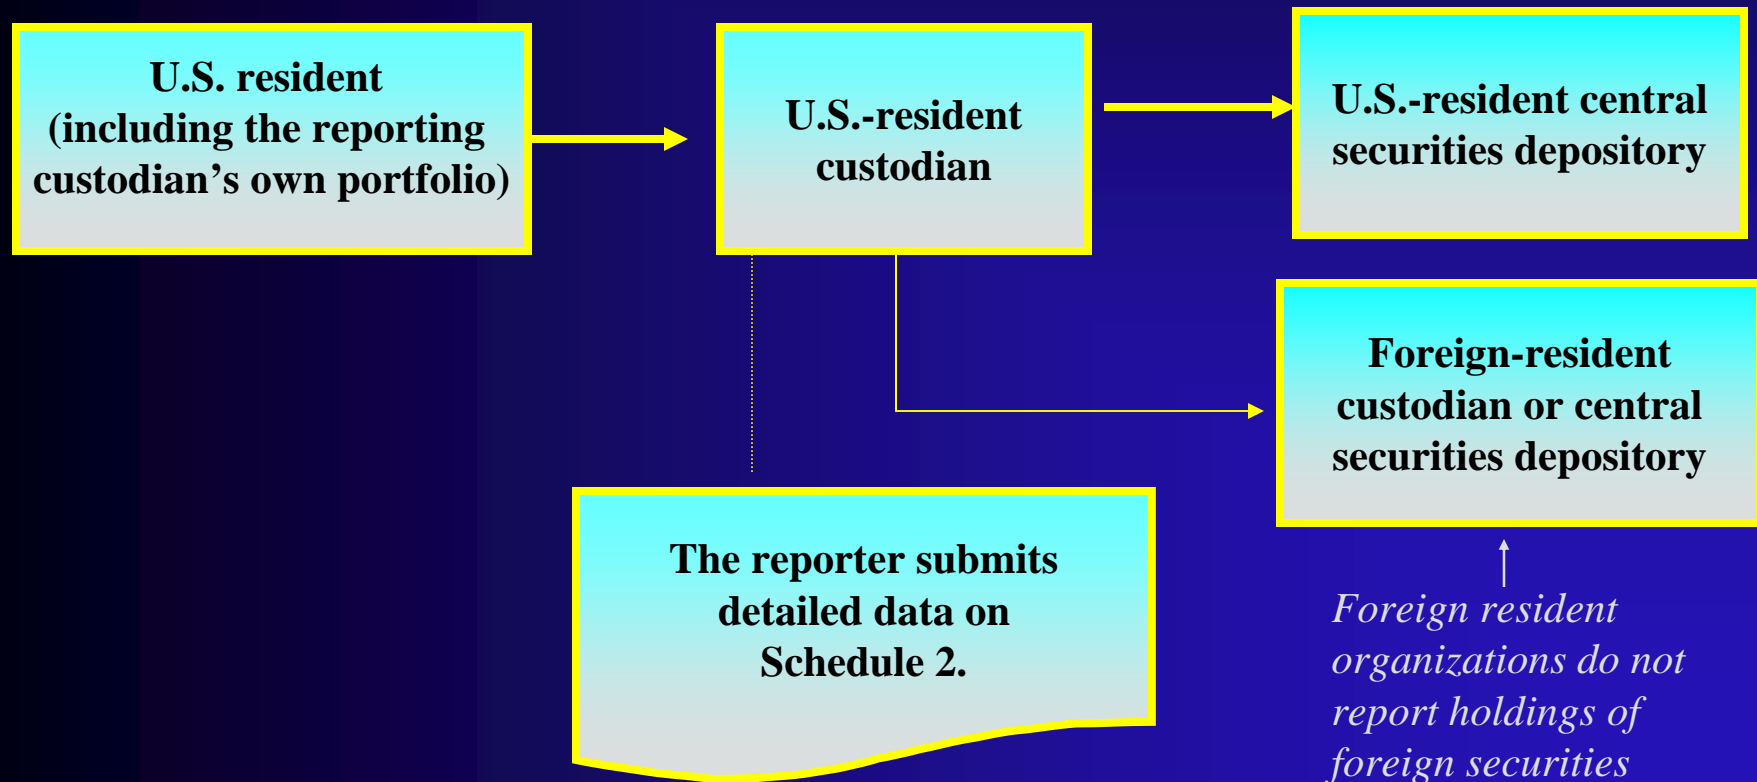 U.S. resident
(including the reporting
custodian’s own portfolio)
U.S.-resident
custodian
U.S.-resident central
securities depository
Foreign-resident
custodian or central
securities depository
The reporter submits
detailed data on
Schedule 2.
Foreign resident
organizations do not
report holdings of
foreign securities